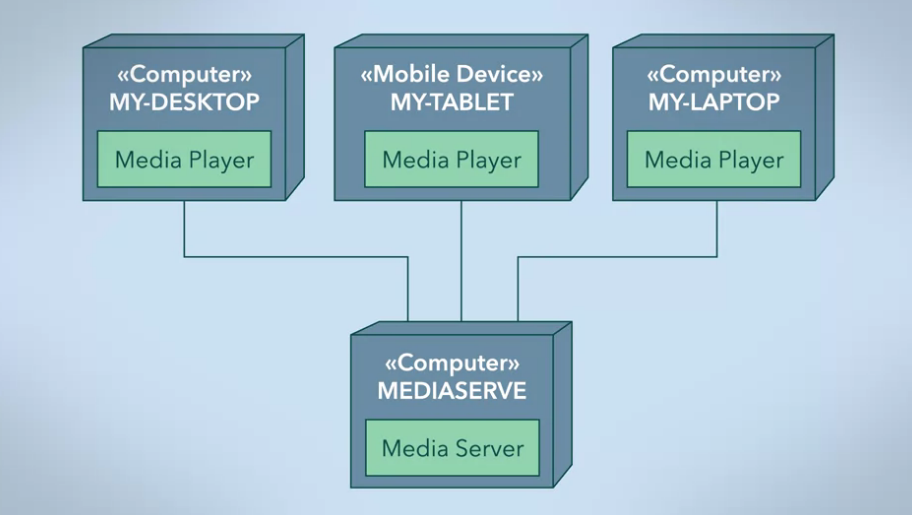 «Computer»
MY-DESKTOP
Media Player
«Mobile Device»
MY-TABLET
Media Player
«Computer»
MY-LAPTOP
Media Player
«Computer»
MEDIASERVE
Media Server